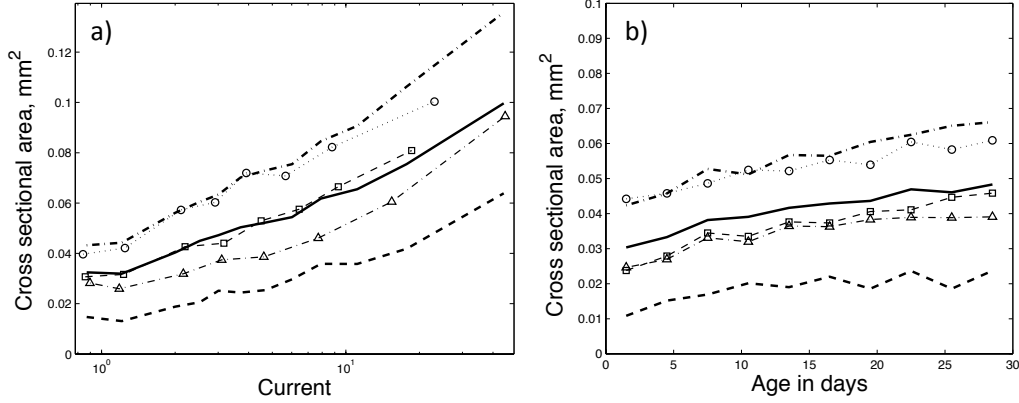 a)
Cross sectional area, mm²
0.12
0.1
0.08
0.06
0.04
0.02
0
10⁰
10¹
Current
b)
Cross sectional area, mm²
0.1
0.09
0.08
0.07
0.06
0.05
0.04
0.03
0.02
0.01
0
0 5 10 15 20 25 30
Age in days